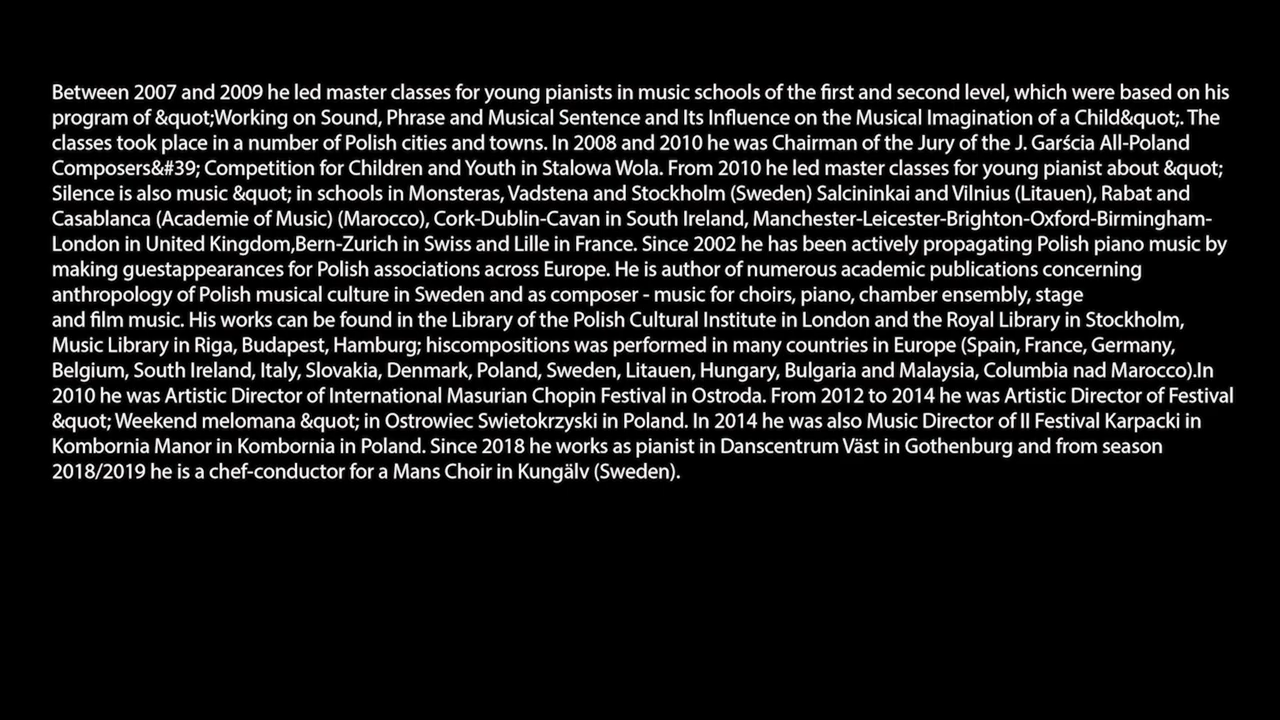 Between 2007 and 2009 he led master classes for young pianists in music schools of the first and second level, which were based on his
program of &quot;Working on Sound, Phrase and Musical Sentence and Its Influence on the Musical Imagination of a Child&quot;. The
classes took place in a number of Polish cities and towns. In 2008 and 2010 he was Chairman of the Jury of the J. Garścia All-Poland
Composers&#39; Competition for Children and Youth in Stalowa Wola. From 2010 he led master classes for young pianist about &quot;
Silence is also music &quot; in schools in Monsteras, Vadstena and Stockholm (Sweden) Salcininkai and Vilnius (Litauen), Rabat and
Casablanca (Academie of Music) (Marocco), Cork-Dublin-Cavan in South Ireland, Manchester-Leicester-Brighton-Oxford-Birmingham-
London in United Kingdom,Bern-Zurich in Swiss and Lille in France. Since 2002 he has been actively propagating Polish piano music by
making guestappearances for Polish associations across Europe. He is author of numerous academic publications concerning
anthropology of Polish musical culture in Sweden and as composer - music for choirs, piano, chamber ensembly, stage
and film music. His works can be found in the Library of the Polish Cultural Institute in London and the Royal Library in Stockholm,
Music Library in Riga, Budapest, Hamburg; hiscompositions was performed in many countries in Europe (Spain, France, Germany,
Belgium, South Ireland, Italy, Slovakia, Denmark, Poland, Sweden, Litauen, Hungary, Bulgaria and Malaysia, Columbia nad Marocco).In
2010 he was Artistic Director of International Masurian Chopin Festival in Ostroda. From 2012 to 2014 he was Artistic Director of Festival
&quot; Weekend melomana &quot; in Ostrowiec Swietokrzyski in Poland. In 2014 he was also Music Director of II Festival Karpacki in
Kombornia Manor in Kombornia in Poland. Since 2018 he works as pianist in Danscentrum Väst in Gothenburg and from season
2018/2019 he is a chef-conductor for a Mans Choir in Kungälv (Sweden).